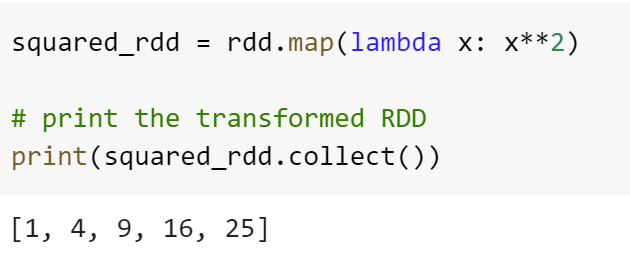 squared_rdd = rdd.map(lambda x: x**2)
# print the transformed RDD
print(squared_rdd.collect())
[1, 4, 9, 16, 25]